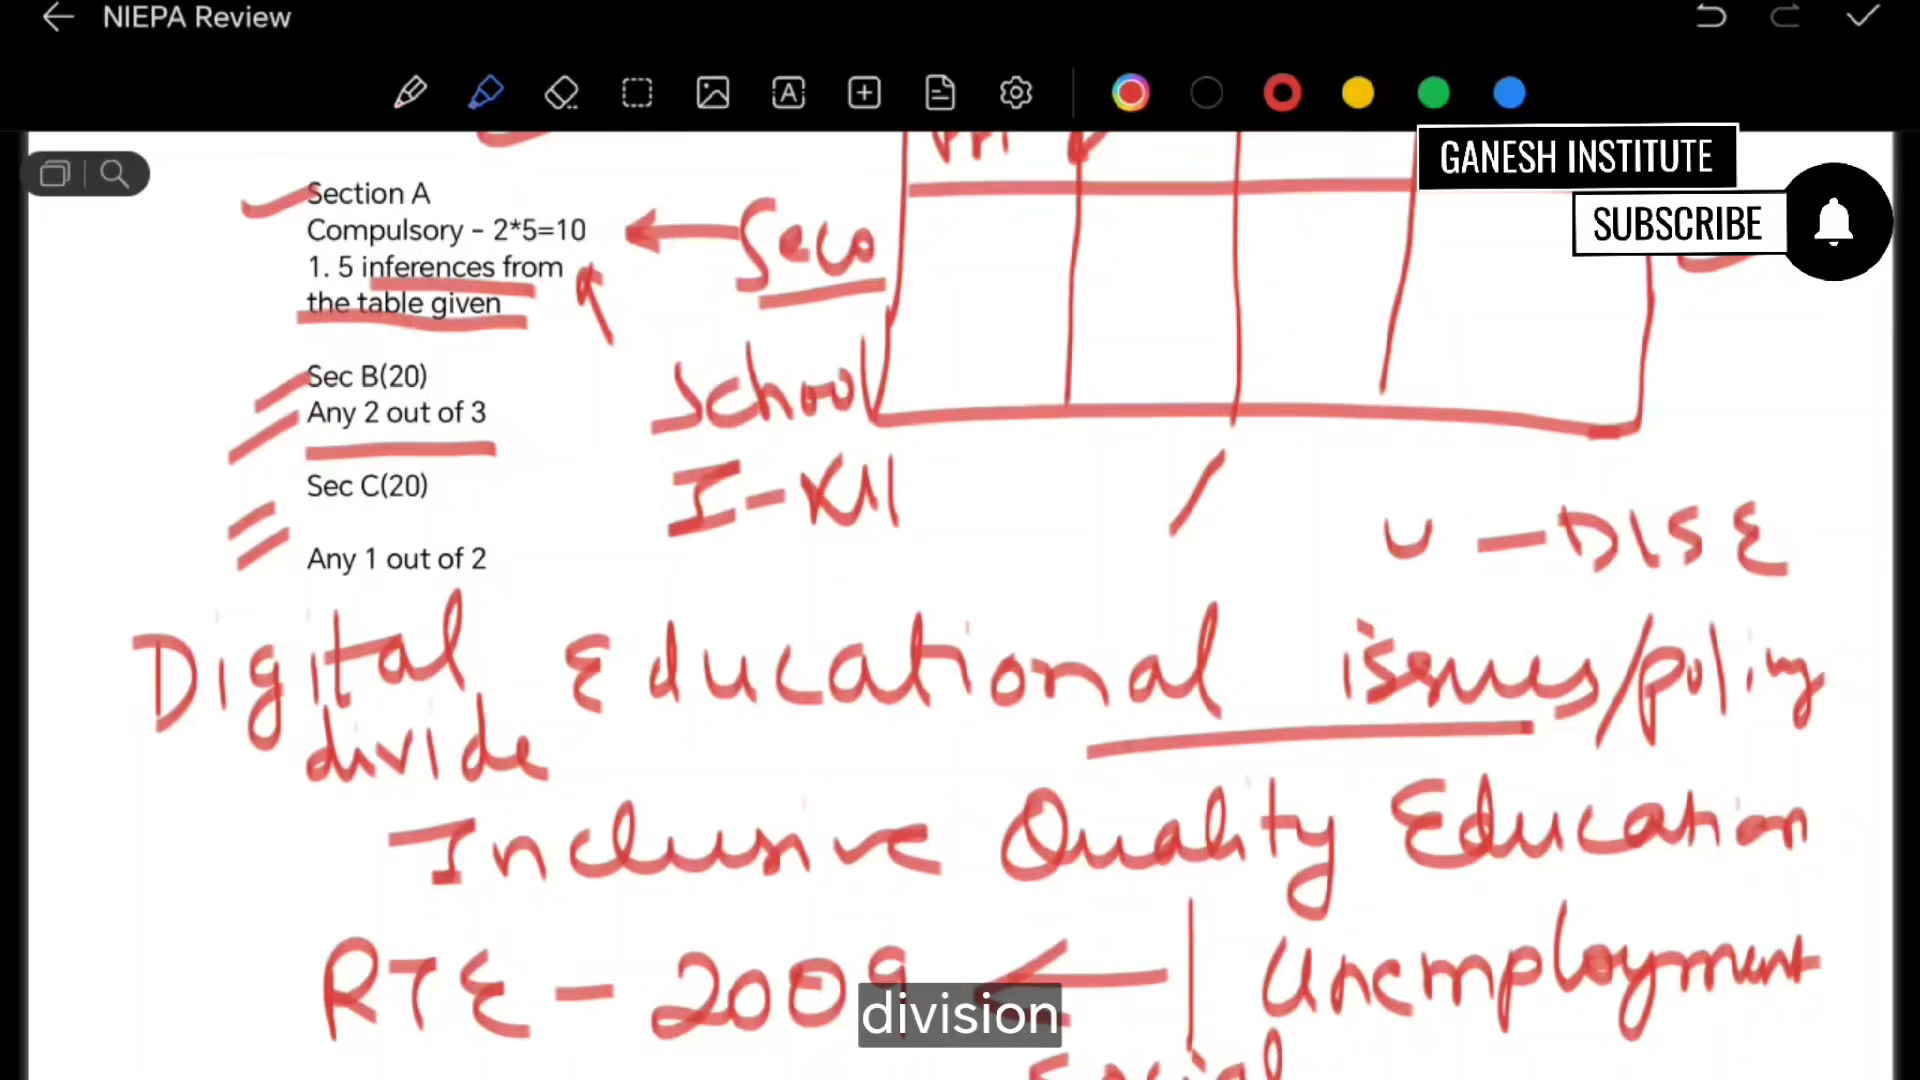 NIEPA Review
GANESH INSTITUTE
SUBSCRIBE
Section A
Compulsory - 2*5=10
1. 5 inferences from
the table given
Sec B(20)
Any 2 out of 3
Sec C(20)
Any 1 out of 2
Seco
School
I-XII
U-DISE
Digital Educational issues/policy
divide
Inclusive Quality Education
RTE - 2009
Unemployment
Social
division